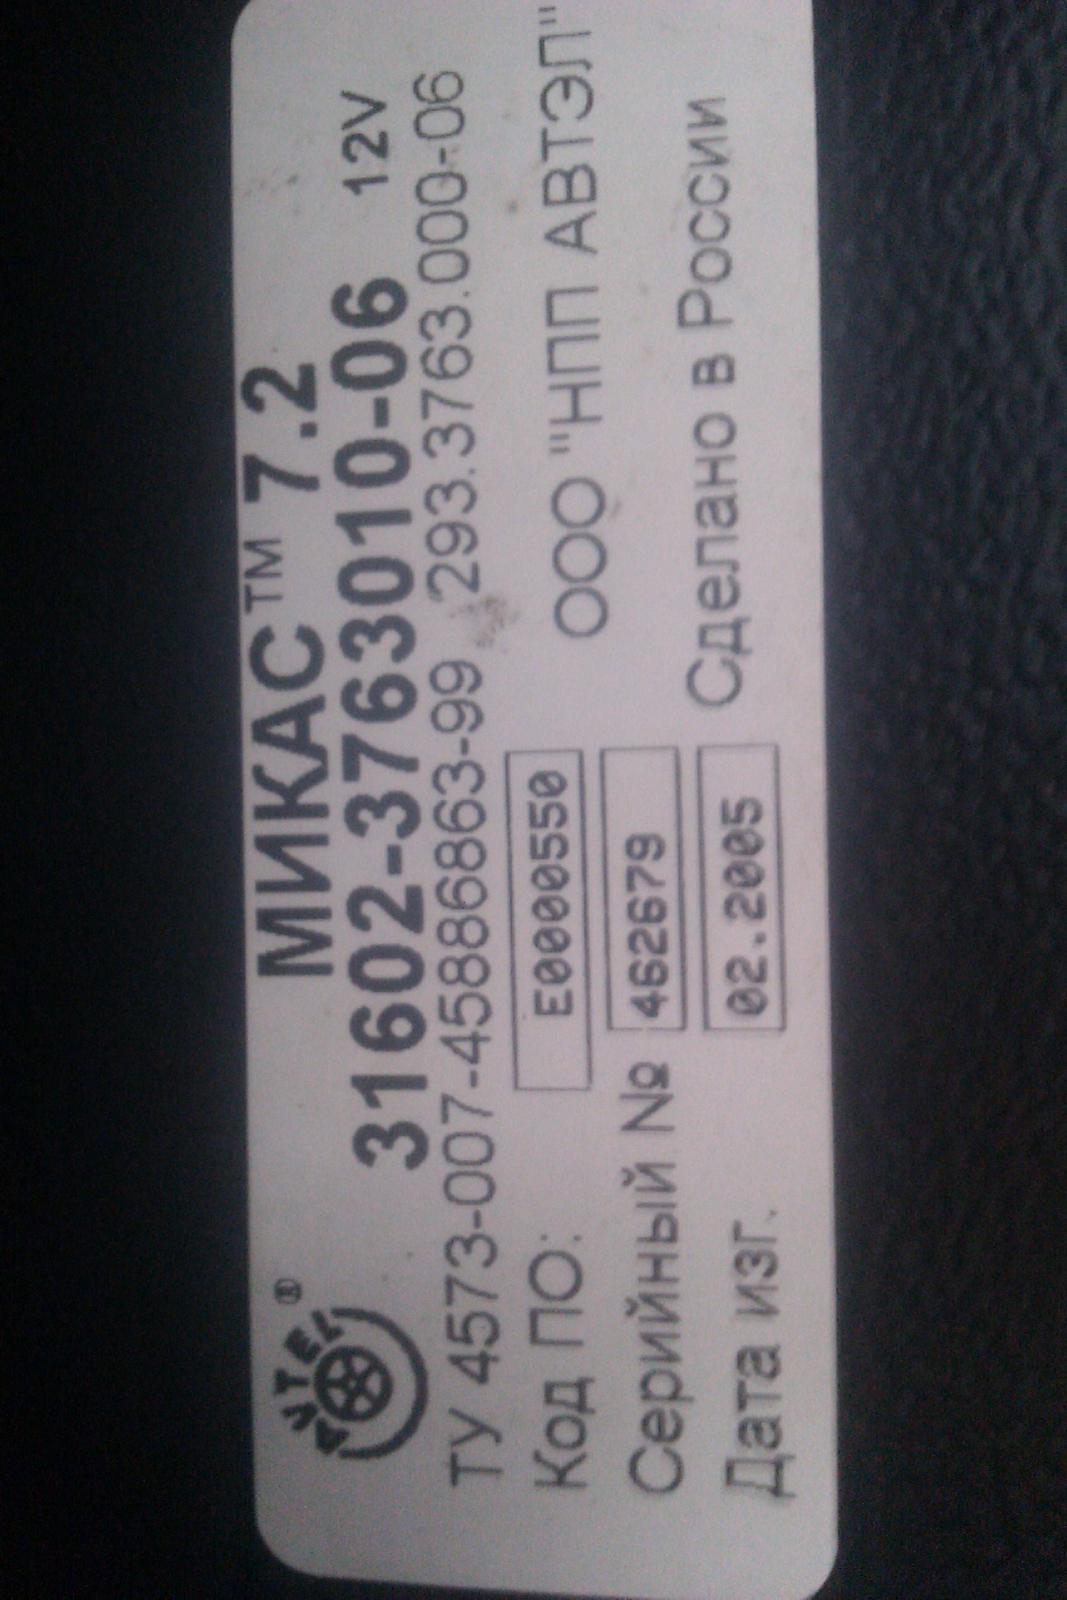 AVTEL®
МИКАС™ 7.2
31602-3763010-06 12V
ТУ 4573-007-45886863-99 293.3763.000-06
Код ПО: E0000550 ООО "НПП АВТЭЛ"
Серийный № 462679
Дата изг. 02.2005 Сделано в России